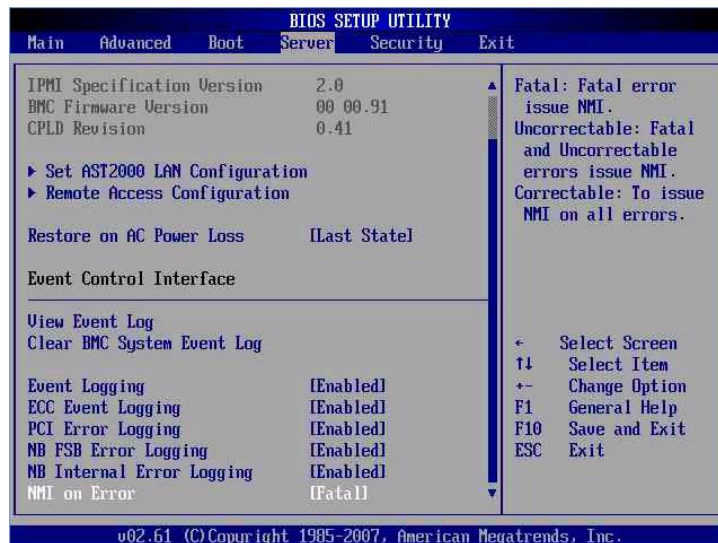 BIOS SETUP UTILITY
Main Advanced Boot Server Security Exit
IPMI Specification Version 2.0
BMC Firmware Version 00 00.91
CPLD Revision 0.41
▶ Set AST2000 LAN Configuration
▶ Remote Access Configuration
Restore on AC Power Loss [Last State]
Event Control Interface
View Event Log
Clear BMC System Event Log
Event Logging [Enabled]
ECC Event Logging [Enabled]
PCI Error Logging [Enabled]
NB FSB Error Logging [Enabled]
NB Internal Error Logging [Enabled]
NMI on Error [Fatal]
Fatal: Fatal error
issue NMI.
Uncorrectable: Fatal
and Uncorrectable
errors issue NMI.
Correctable: To issue
NMI on all errors.
← Select Screen
↑↓ Select Item
+- Change Option
F1 General Help
F10 Save and Exit
ESC Exit
v02.61 (C)Copyright 1985-2007, American Megatrends, Inc.